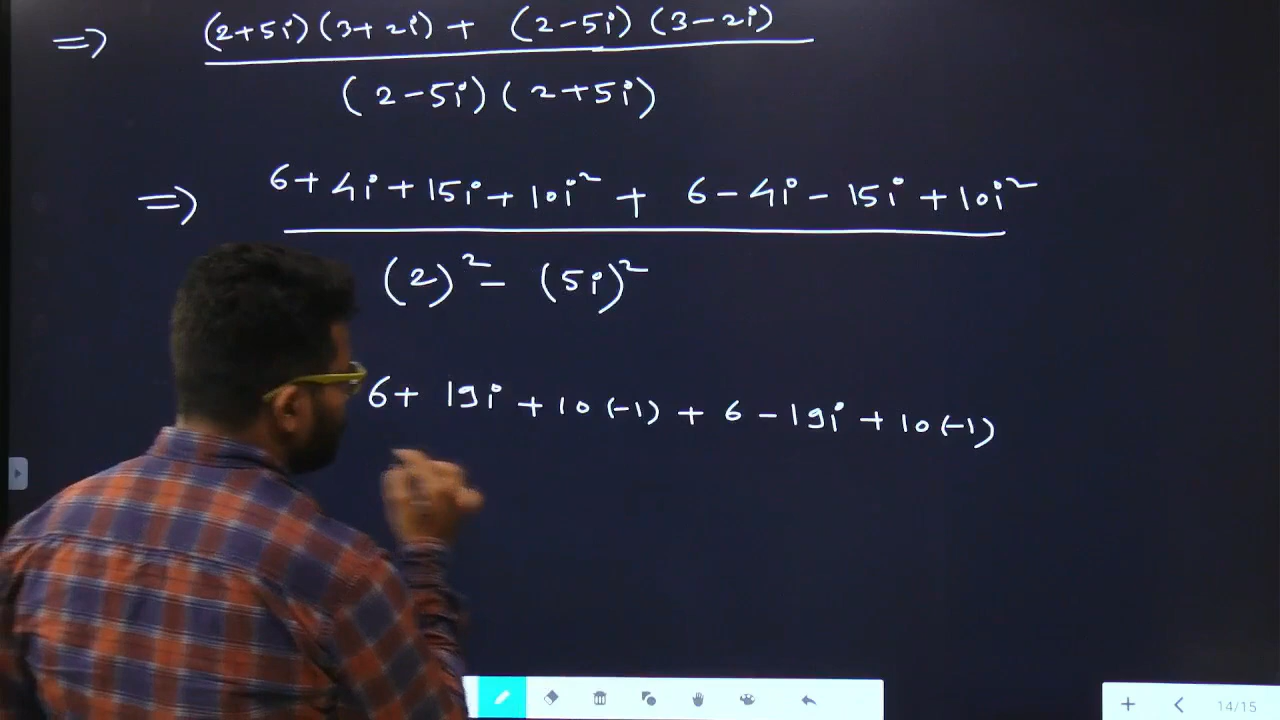 => (2+5i)(3+2i) + (2-5i)(3-2i)
(2-5i)(2+5i)
=> 6+4i+15i+10i² + 6-4i-15i+10i²
(2)² - (5i)²
6+ 19i +10(-1) + 6 -19i +10(-1)
14/15